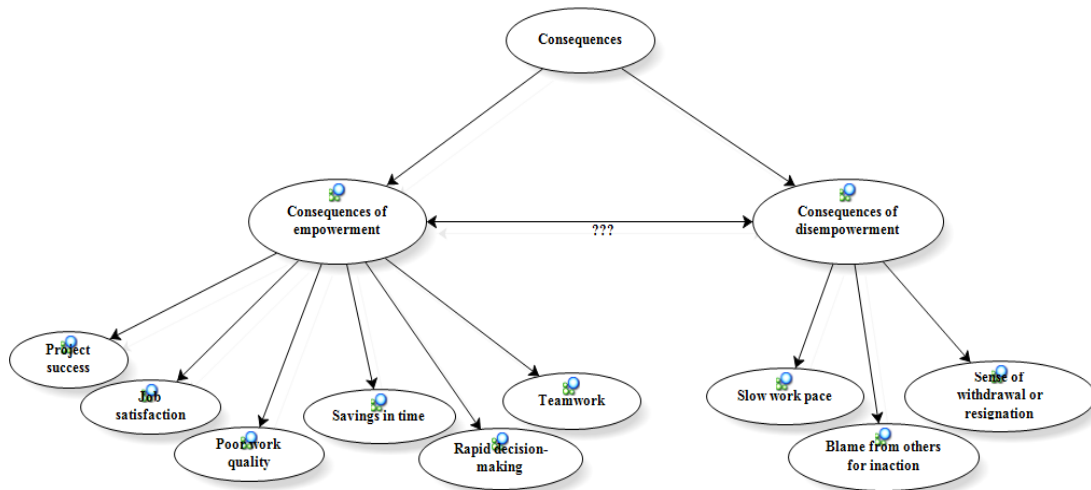 Consequences
Consequences of
empowerment
Consequences of
disempowerment
???
Project
success
Job
satisfaction
Poor work
quality
Savings in time
Rapid decision-
making
Teamwork
Slow work pace
Blame from others
for inaction
Sense of
withdrawal or
resignation